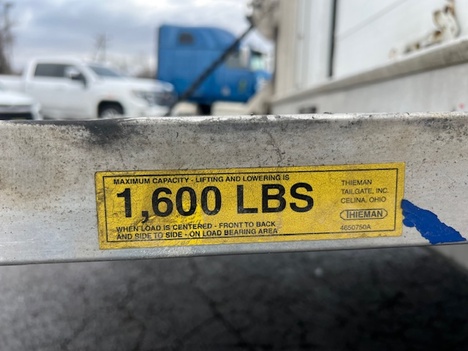 MAXIMUM CAPACITY - LIFTING AND LOWERING IS
1,600 LBS
WHEN LOAD IS CENTERED - FRONT TO BACK
AND SIDE TO SIDE - ON LOAD BEARING AREA
THIEMAN
TAILGATE, INC.
CELINA, OHIO
THIEMAN
4650750A